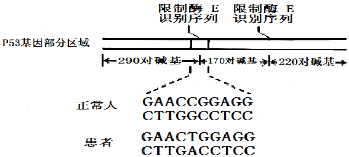 限制酶 E 限制酶 E
识别序列 识别序列
P53基因部分区域
290对碱基 170对碱基 220对碱基
正常人 GAACCGGAGG
CTTGGCCTCC
患者 GAACTGGAGG
CTTGACCTCC